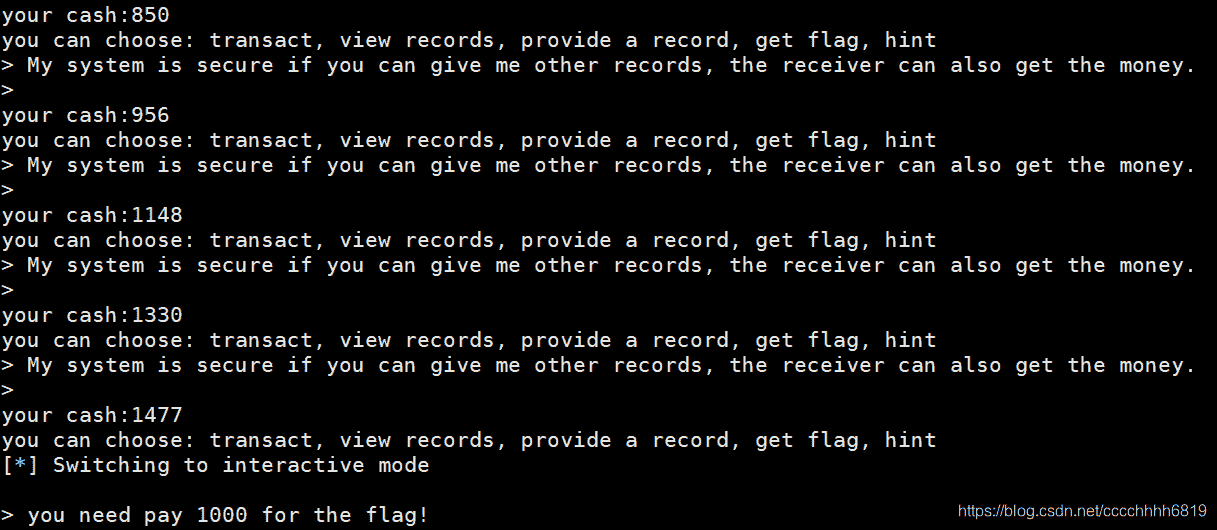 your cash:850
you can choose: transact, view records, provide a record, get flag, hint
> My system is secure if you can give me other records, the receiver can also get the money.
>
your cash:956
you can choose: transact, view records, provide a record, get flag, hint
> My system is secure if you can give me other records, the receiver can also get the money.
>
your cash:1148
you can choose: transact, view records, provide a record, get flag, hint
> My system is secure if you can give me other records, the receiver can also get the money.
>
your cash:1330
you can choose: transact, view records, provide a record, get flag, hint
> My system is secure if you can give me other records, the receiver can also get the money.
>
your cash:1477
you can choose: transact, view records, provide a record, get flag, hint
[*] Switching to interactive mode
> you need pay 1000 for the flag!
https://blog.csdn.net/cccchhhh6819